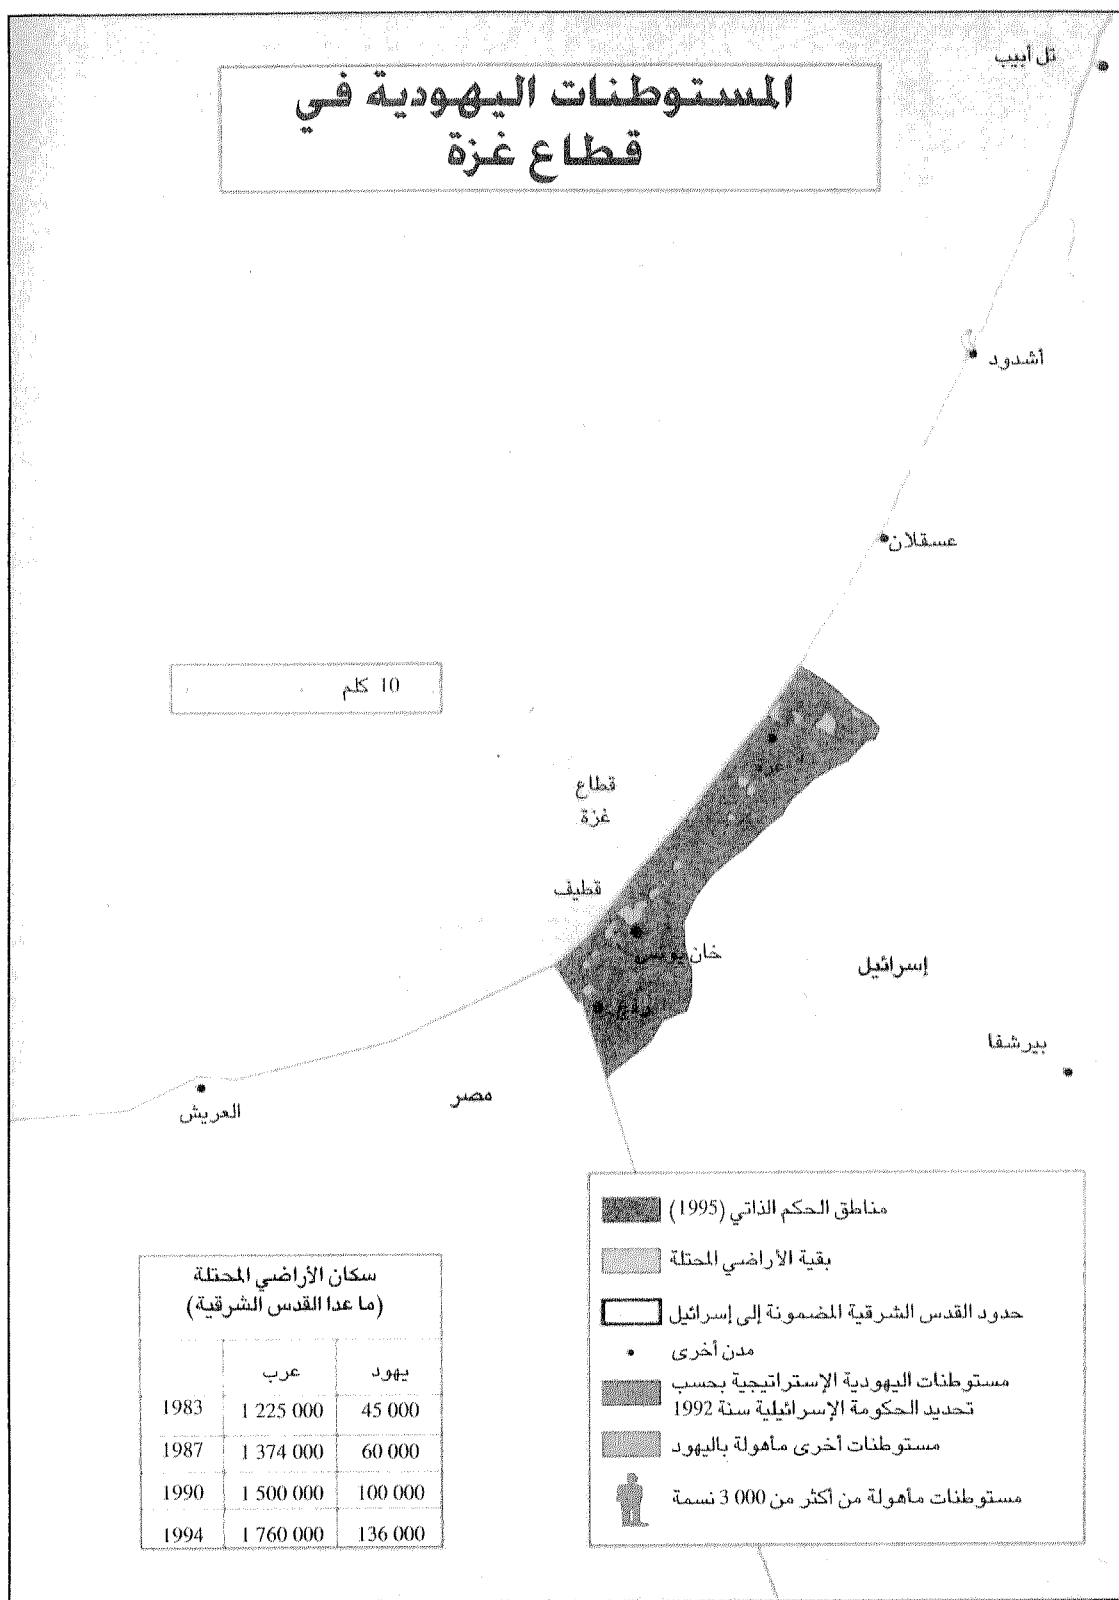 تل أبيب
المستوطنات اليهودية في
قطاع غزة
أشدود
عسقلان
10 كلم
غزة
قطاع
غزة
قطيف
خان يونس
إسرائيل
رفح
بيرشفا
مصر
العريش
مناطق الحكم الذاتي (1995)
بقية الأراضي المحتلة
حدود القدس الشرقية المضمونة إلى إسرائيل
مدن أخرى
مستوطنات اليهودية الإستراتيجية بحسب
تحديد الحكومة الإسرائيلية سنة 1992
مستوطنات أخرى مأهولة باليهود
مستوطنات مأهولة من أكثر من 000 3 نسمة
سكان الأراضي المحتلة
(ما عدا القدس الشرقية)
عرب يهود
1983 1 225 000 45 000
1987 1 374 000 60 000
1990 1 500 000 100 000
1994 1 760 000 136 000